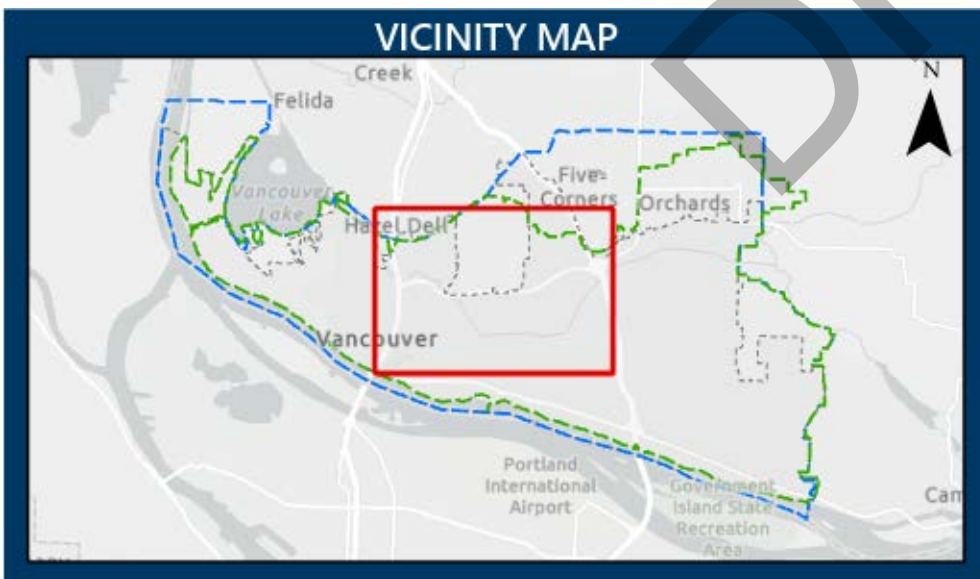 VICINITY MAP
Creek
N
Felida
Five
Corners
Vancouver
Lake
Orchards
Hazel Dell
Vancouver
Portland
International
Airport
Government
Island State
Recreation
Area
Cam